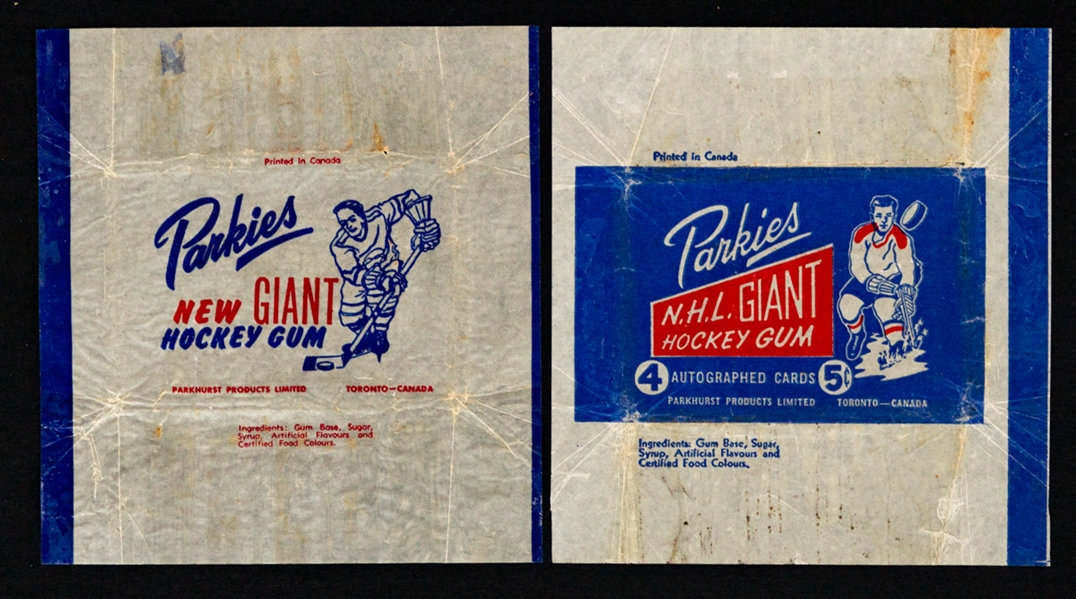 Printed in Canada
Parkies
NEW GIANT
HOCKEY GUM
PARKHURST PRODUCTS LIMITED TORONTO—CANADA
Ingredients: Gum Base, Sugar,
Syrup, Artificial Flavours and
Certified Food Colours.
Printed in Canada
Parkies
N.H.L. GIANT
HOCKEY GUM
4 AUTOGRAPHED CARDS 5¢
PARKHURST PRODUCTS LIMITED TORONTO—CANADA
Ingredients: Gum Base, Sugar,
Syrup, Artificial Flavours and
Certified Food Colours.